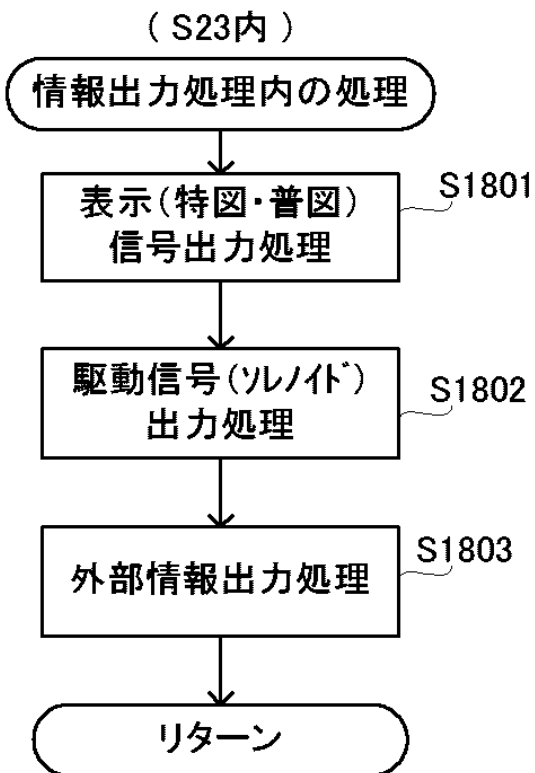 ( S23内 )
情報出力処理内の処理
表示(特図・普図)
信号出力処理
S1801
駆動信号(ソレノイド)
出力処理
S1802
外部情報出力処理
S1803
リターン